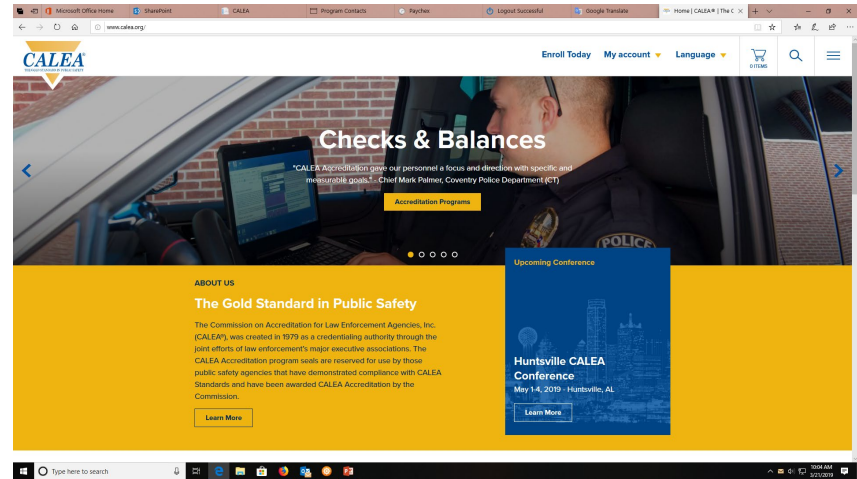 Microsoft Office Home
SharePoint
CALEA
Program Contacts
Paychex
Logout Successful
Google Translate
Home | CALEA® | The C
www.calea.org/
CALEA®
Enroll Today
My account
Language
0 ITEMS
Checks & Balances
"CALEA Accreditation gave our personnel a focus and direction with specific and
measurable goals." - Chief Mark Palmer, Coventry Police Department (CT)
Accreditation Programs
POLICE
ABOUT US
The Gold Standard in Public Safety
The Commission on Accreditation for Law Enforcement Agencies, Inc.
(CALEA®), was created in 1979 as a credentialing authority through the
joint efforts of law enforcement's major executive associations. The
CALEA Accreditation program seals are reserved for use by those
public safety agencies that have demonstrated compliance with CALEA
Standards and have been awarded CALEA Accreditation by the
Commission.
Learn More
Upcoming Conference
Huntsville CALEA
Conference
May 1-4, 2019 - Huntsville, AL
Learn More
Type here to search
10:04 AM
3/21/2019